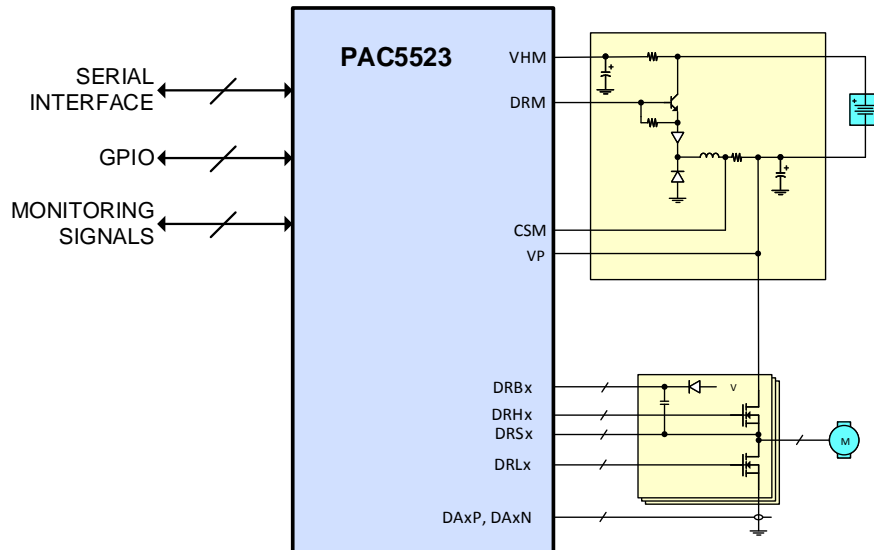 PAC5523
SERIAL
INTERFACE
GPIO
MONITORING
SIGNALS
VHM
DRM
CSM
VP
DRBx
DRHx
DRSx
DRLx
DAxP, DAxN
V
M